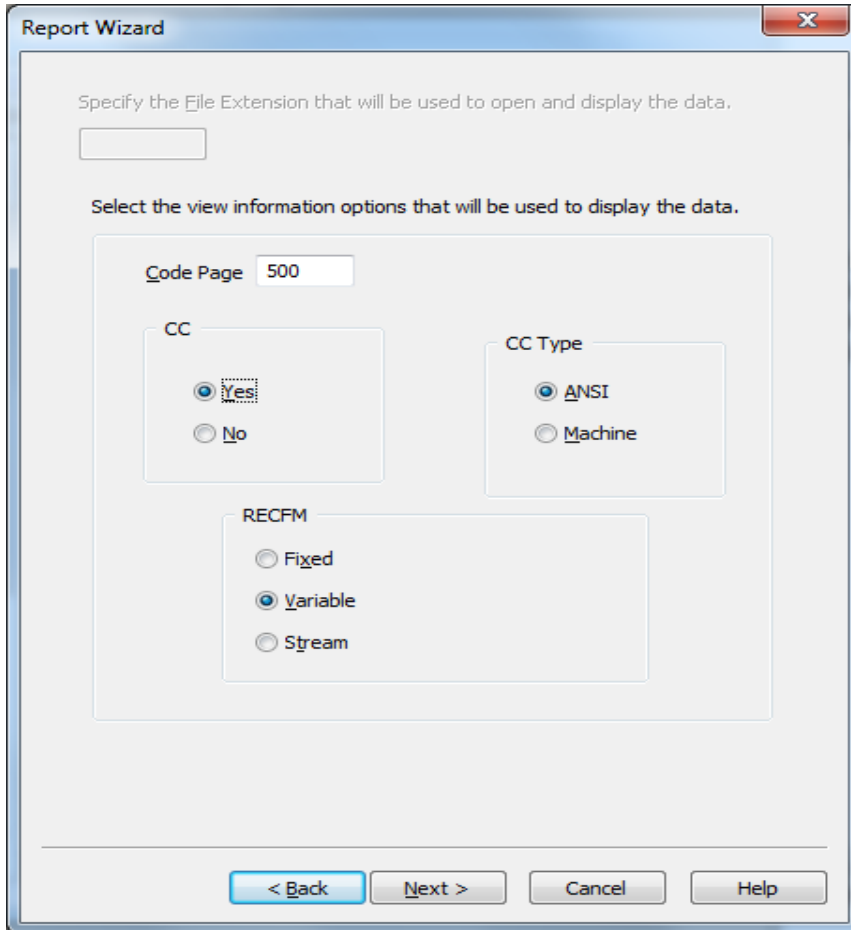 Report Wizard
Specify the File Extension that will be used to open and display the data.
Select the view information options that will be used to display the data.
Code Page 500
CC
CC Type
Yes
ANSI
No
Machine
RECFM
Fixed
Variable
Stream
< Back Next > Cancel Help